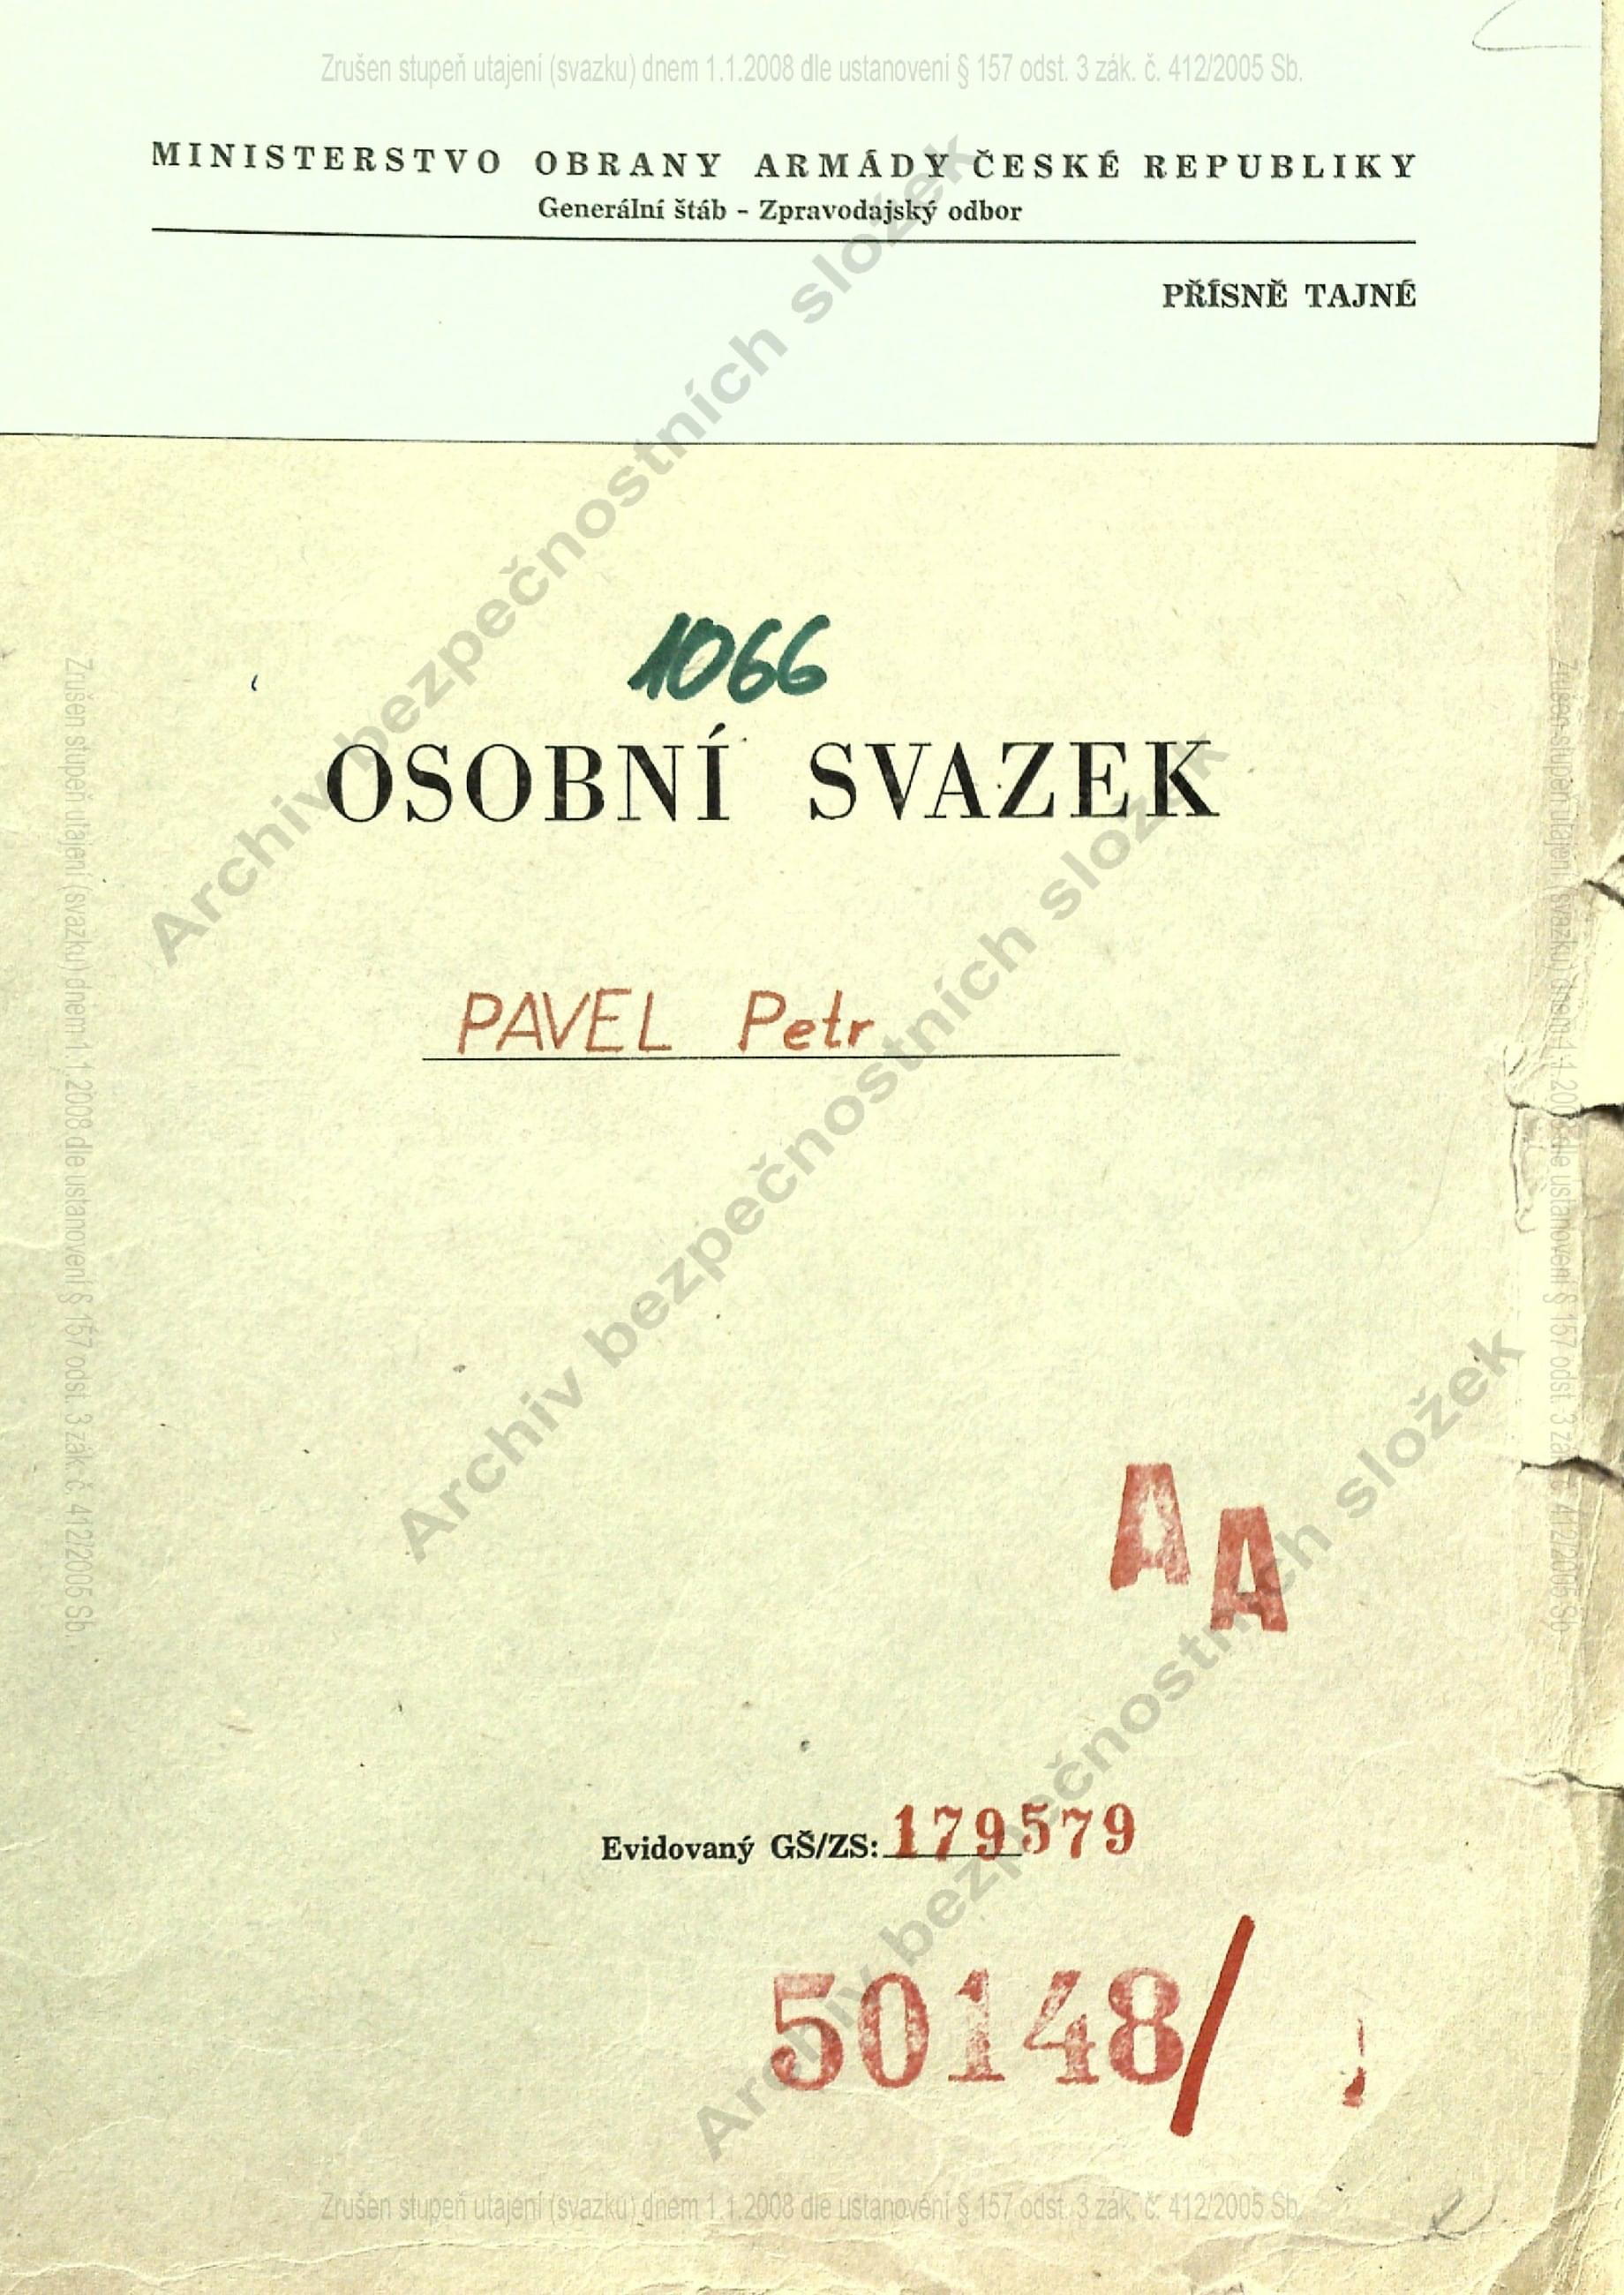 Zrušen stupeň utajení (svazku) dnem 1.1.2008 dle ustanovení § 157 odst. 3 zák. č. 412/2005 Sb.
MINISTERSTVO OBRANY ARMÁDY ČESKÉ REPUBLIKY
Generální štáb - Zpravodajský odbor
PŘÍSNĚ TAJNÉ
1066
OSOBNÍ SVAZEK
PAVEL Petr
A A
Evidovaný GŠ/ZS: 179579
50148/
Zrušen stupeň utajení (svazku) dnem 1.1.2008 dle ustanovení § 157 odst. 3 zák. č. 412/2005 Sb.
Zrušen stupeň utajení (svazku) dnem 1.1.2008 dle ustanovení § 157 odst. 3 zák. č. 412/2005 Sb.
Zrušen stupeň utajení (svazku) dnem 1.1.2008 dle ustanovení § 157 odst. 3 zák. č. 412/2005 Sb.
Archiv bezpečnostních složek
Archiv bezpečnostních složek
Archiv bezpečnostních složek